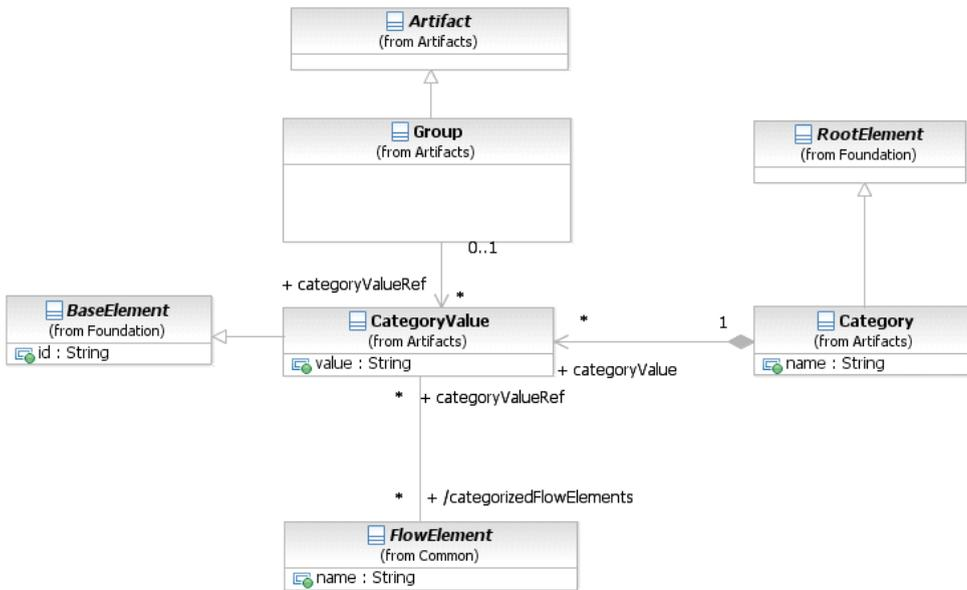 Artifact
(from Artifacts)
Group
(from Artifacts)
RootElement
(from Foundation)
0..1
+ categoryValueRef
*
BaseElement
(from Foundation)
id : String
CategoryValue
(from Artifacts)
value : String
*
1
+ categoryValue
Category
(from Artifacts)
name : String
* + categoryValueRef
* + /categorizedFlowElements
FlowElement
(from Common)
name : String